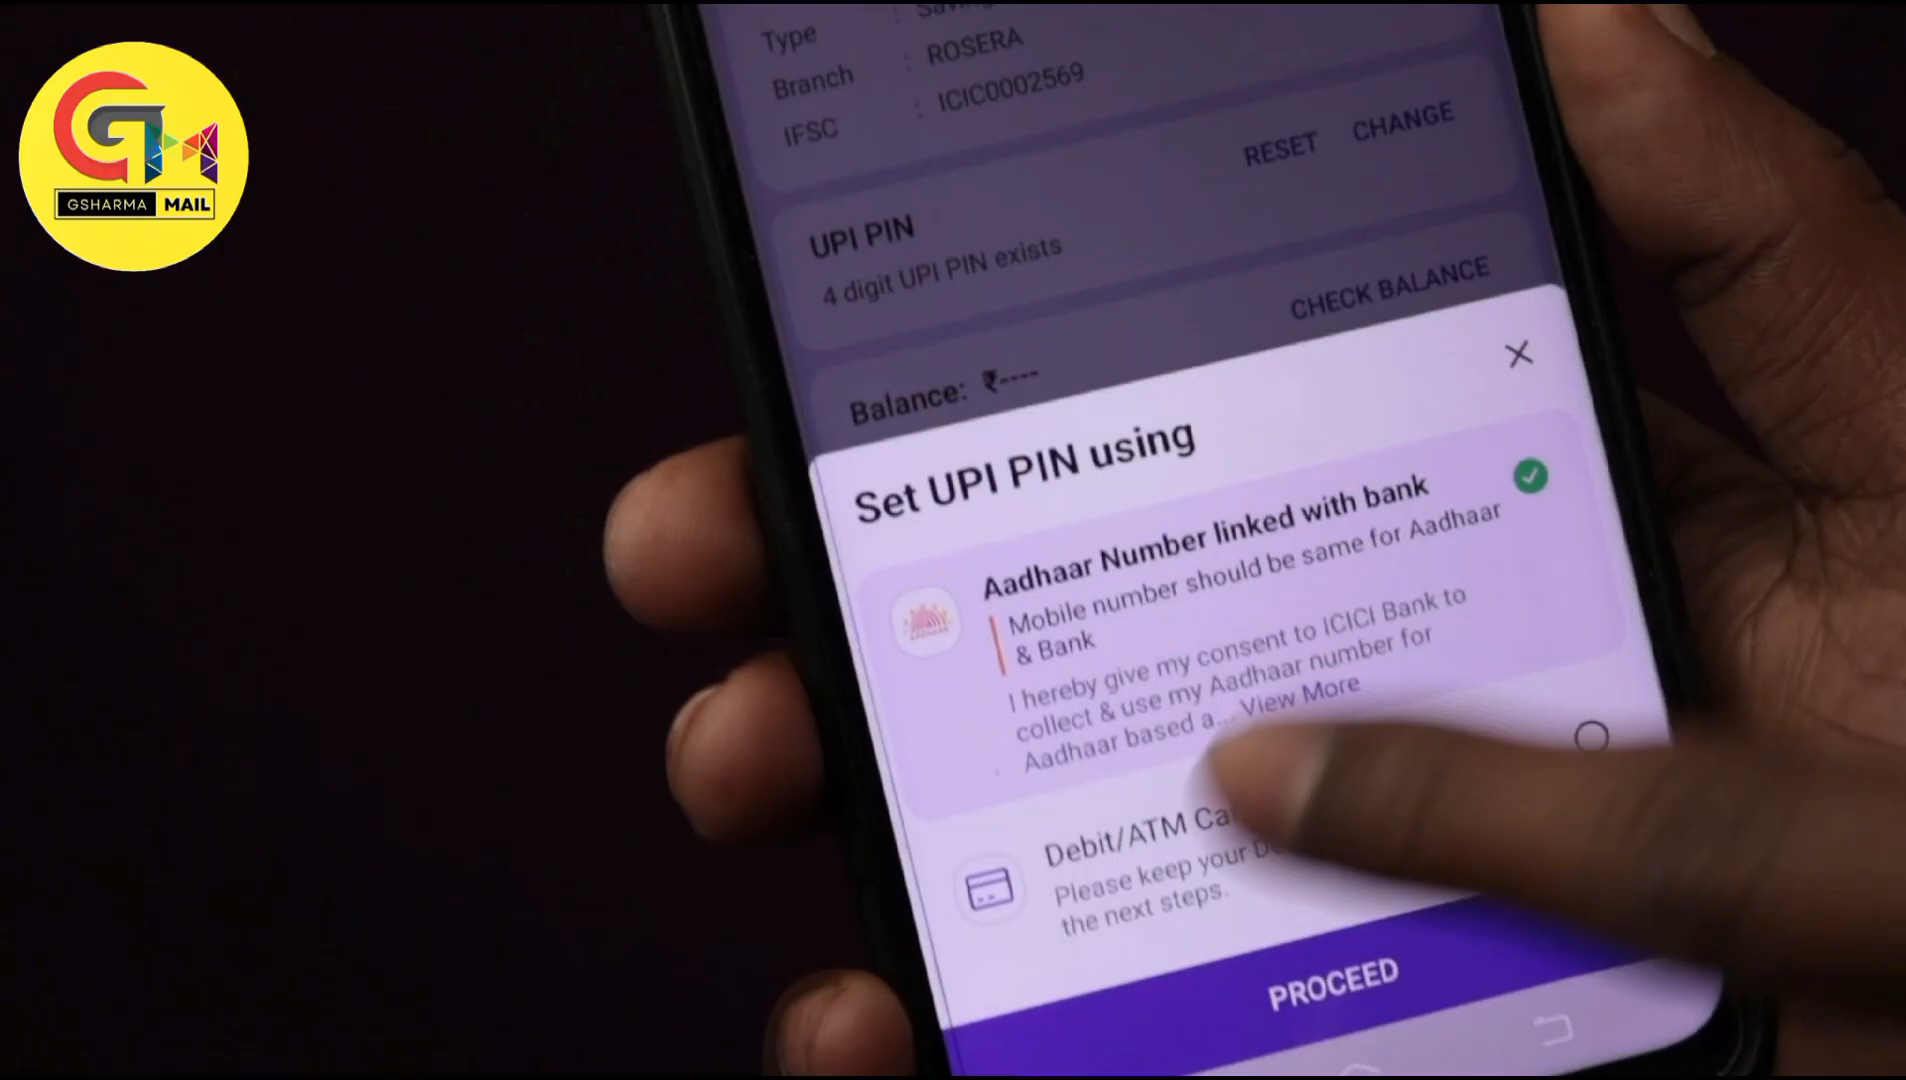 GSHARMA MAIL
Type :
Branch : ROSERA
IFSC : ICIC0002569
RESET CHANGE
UPI PIN
4 digit UPI PIN exists
CHECK BALANCE
Balance: ₹----
Set UPI PIN using
Aadhaar Number linked with bank
Mobile number should be same for Aadhaar
& Bank
I hereby give my consent to ICICI Bank to
collect & use my Aadhaar number for
Aadhaar based a... View More
Debit/ATM
Please keep your
the next steps.
PROCEED